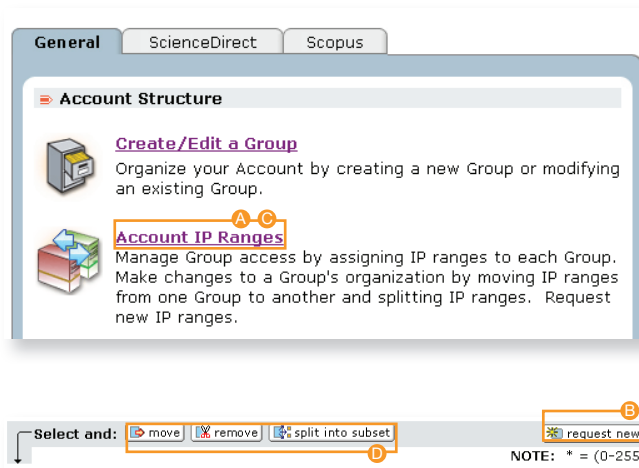 General ScienceDirect Scopus
Account Structure
Create/Edit a Group
Organize your Account by creating a new Group or modifying
an existing Group.
A C
Account IP Ranges
Manage Group access by assigning IP ranges to each Group.
Make changes to a Group's organization by moving IP ranges
from one Group to another and splitting IP ranges. Request
new IP ranges.
B
Select and: move remove split into subset request new
D
NOTE: * = (0-255